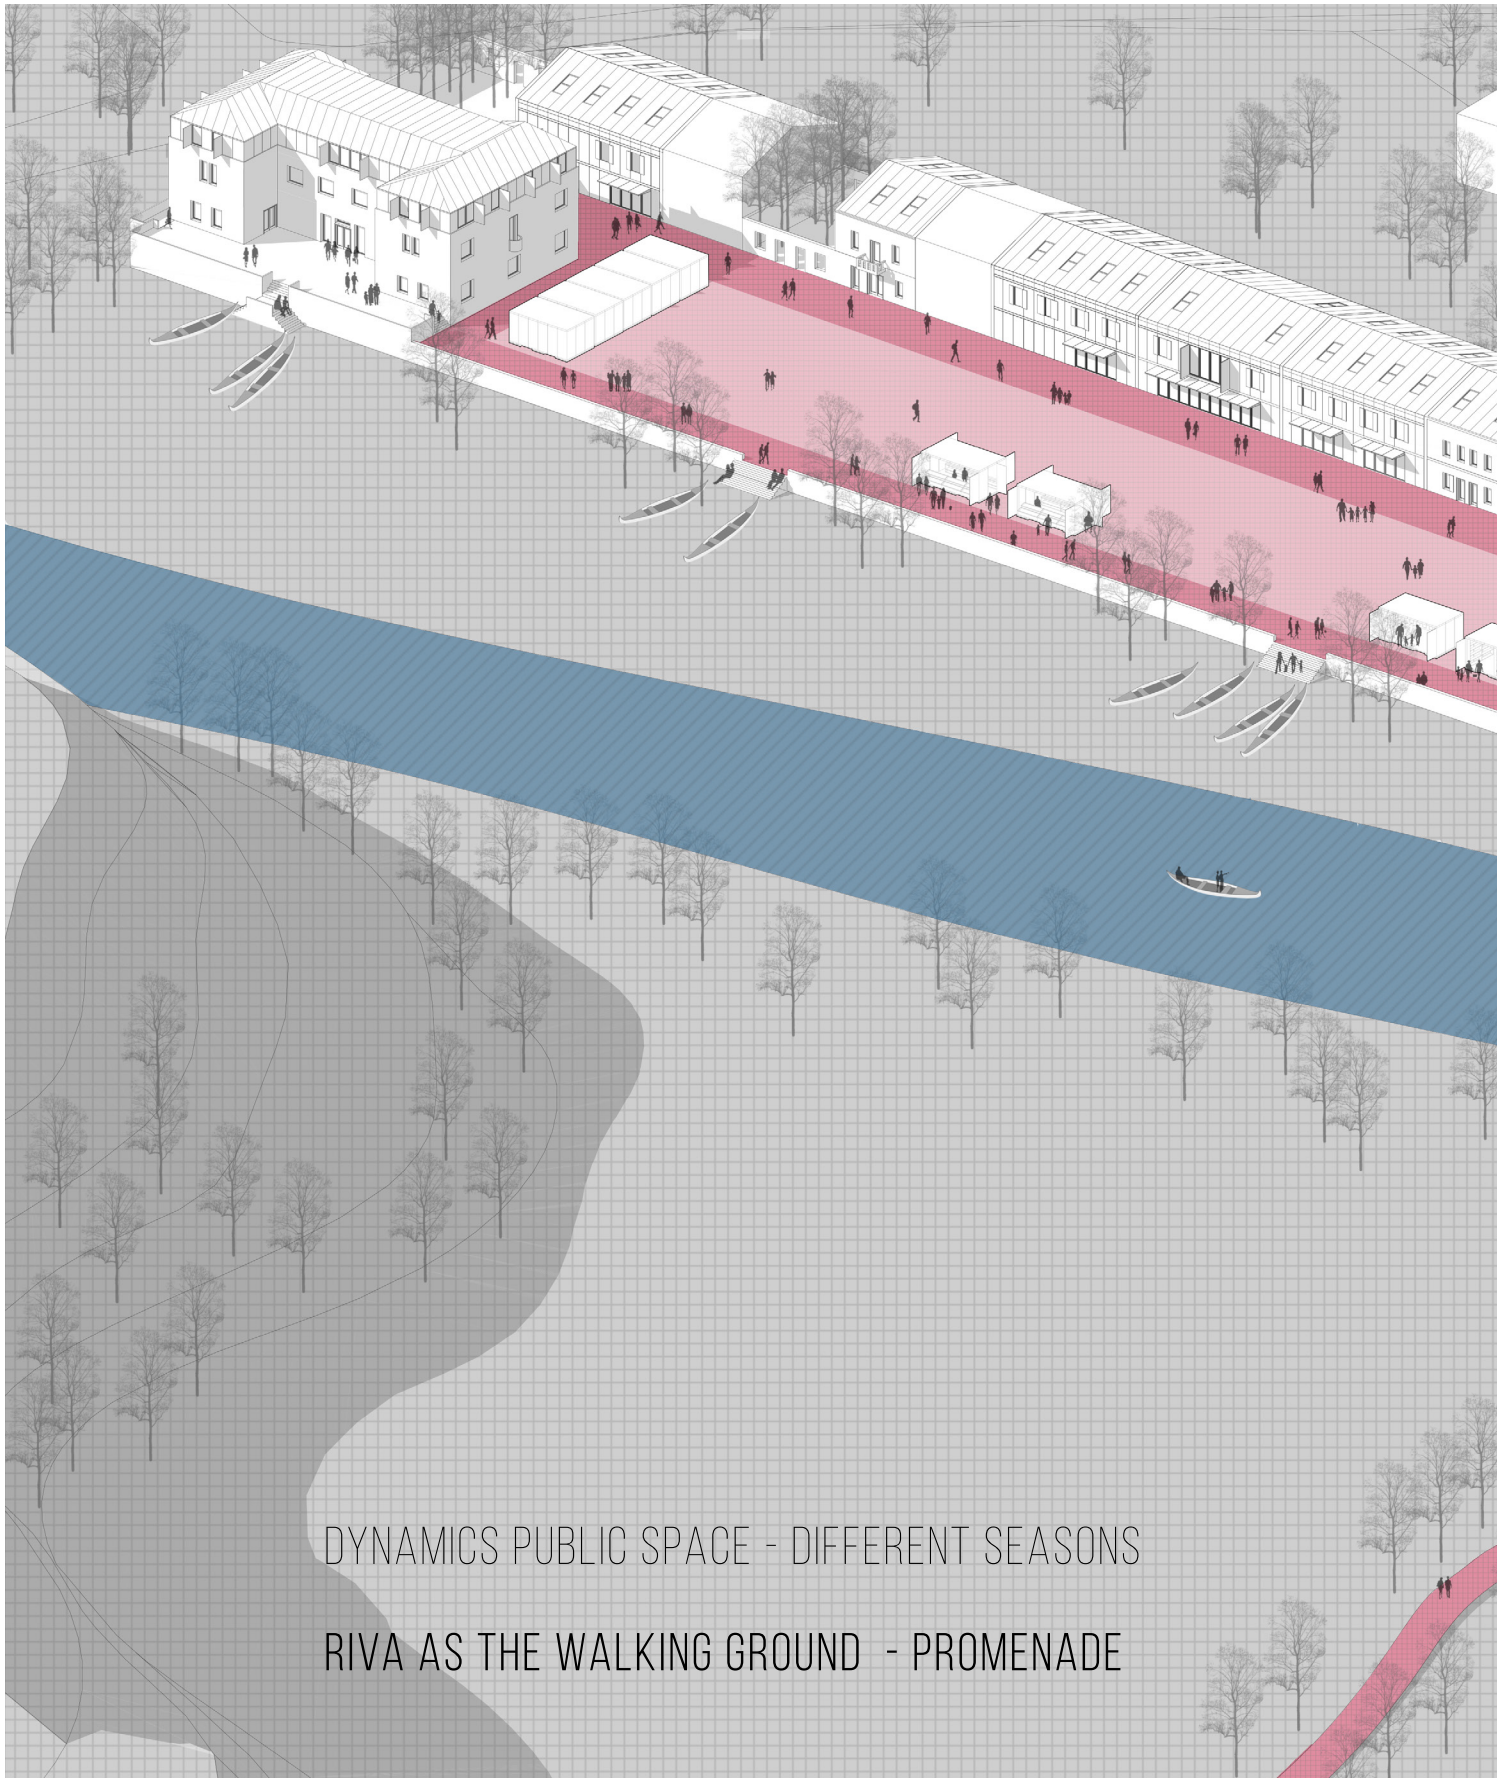 DYNAMICS PUBLIC SPACE - DIFFERENT SEASONS
RIVA AS THE WALKING GROUND - PROMENADE